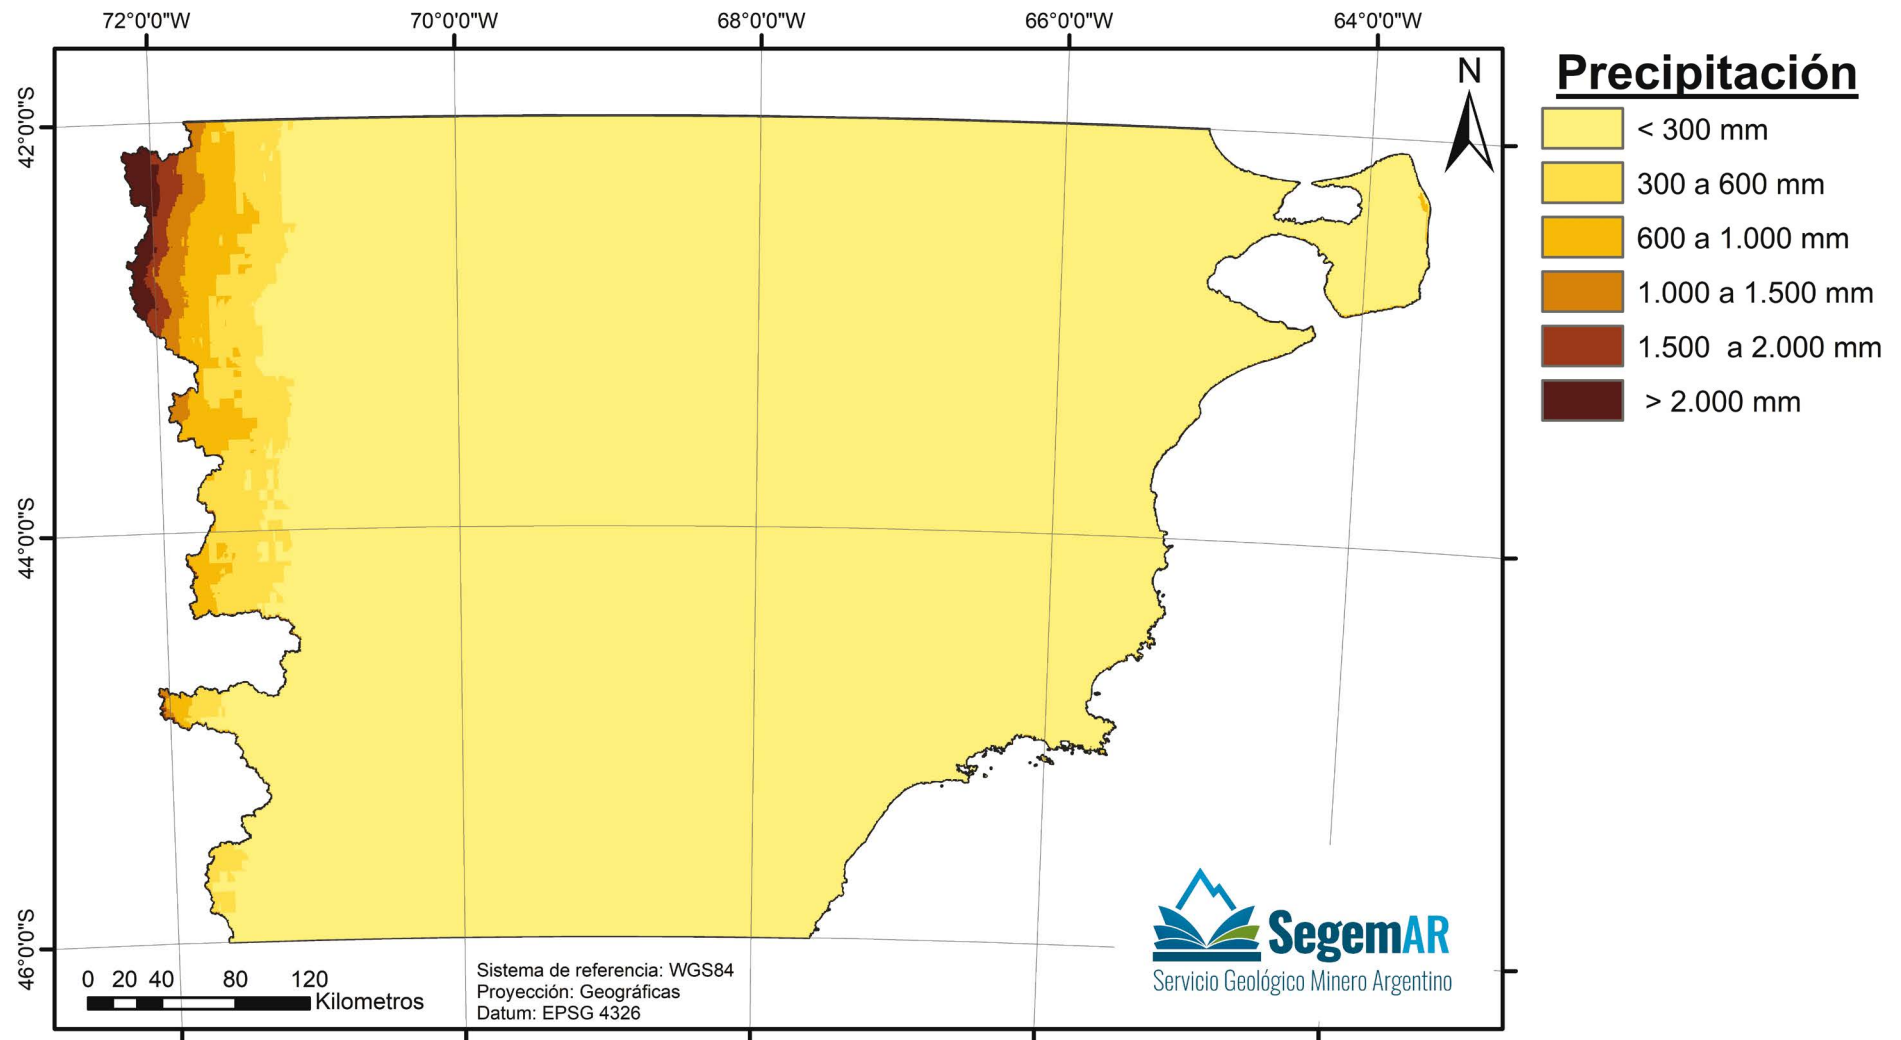 72°0'0"W 70°0'0"W 68°0'0"W 66°0'0"W 64°0'0"W
42°0'0"S
44°0'0"S
46°0'0"S
N
Precipitación
< 300 mm
300 a 600 mm
600 a 1.000 mm
1.000 a 1.500 mm
1.500 a 2.000 mm
> 2.000 mm
0 20 40 80 120
Kilometros
Sistema de referencia: WGS84
Proyección: Geográficas
Datum: EPSG 4326
SegemAR
Servicio Geológico Minero Argentino